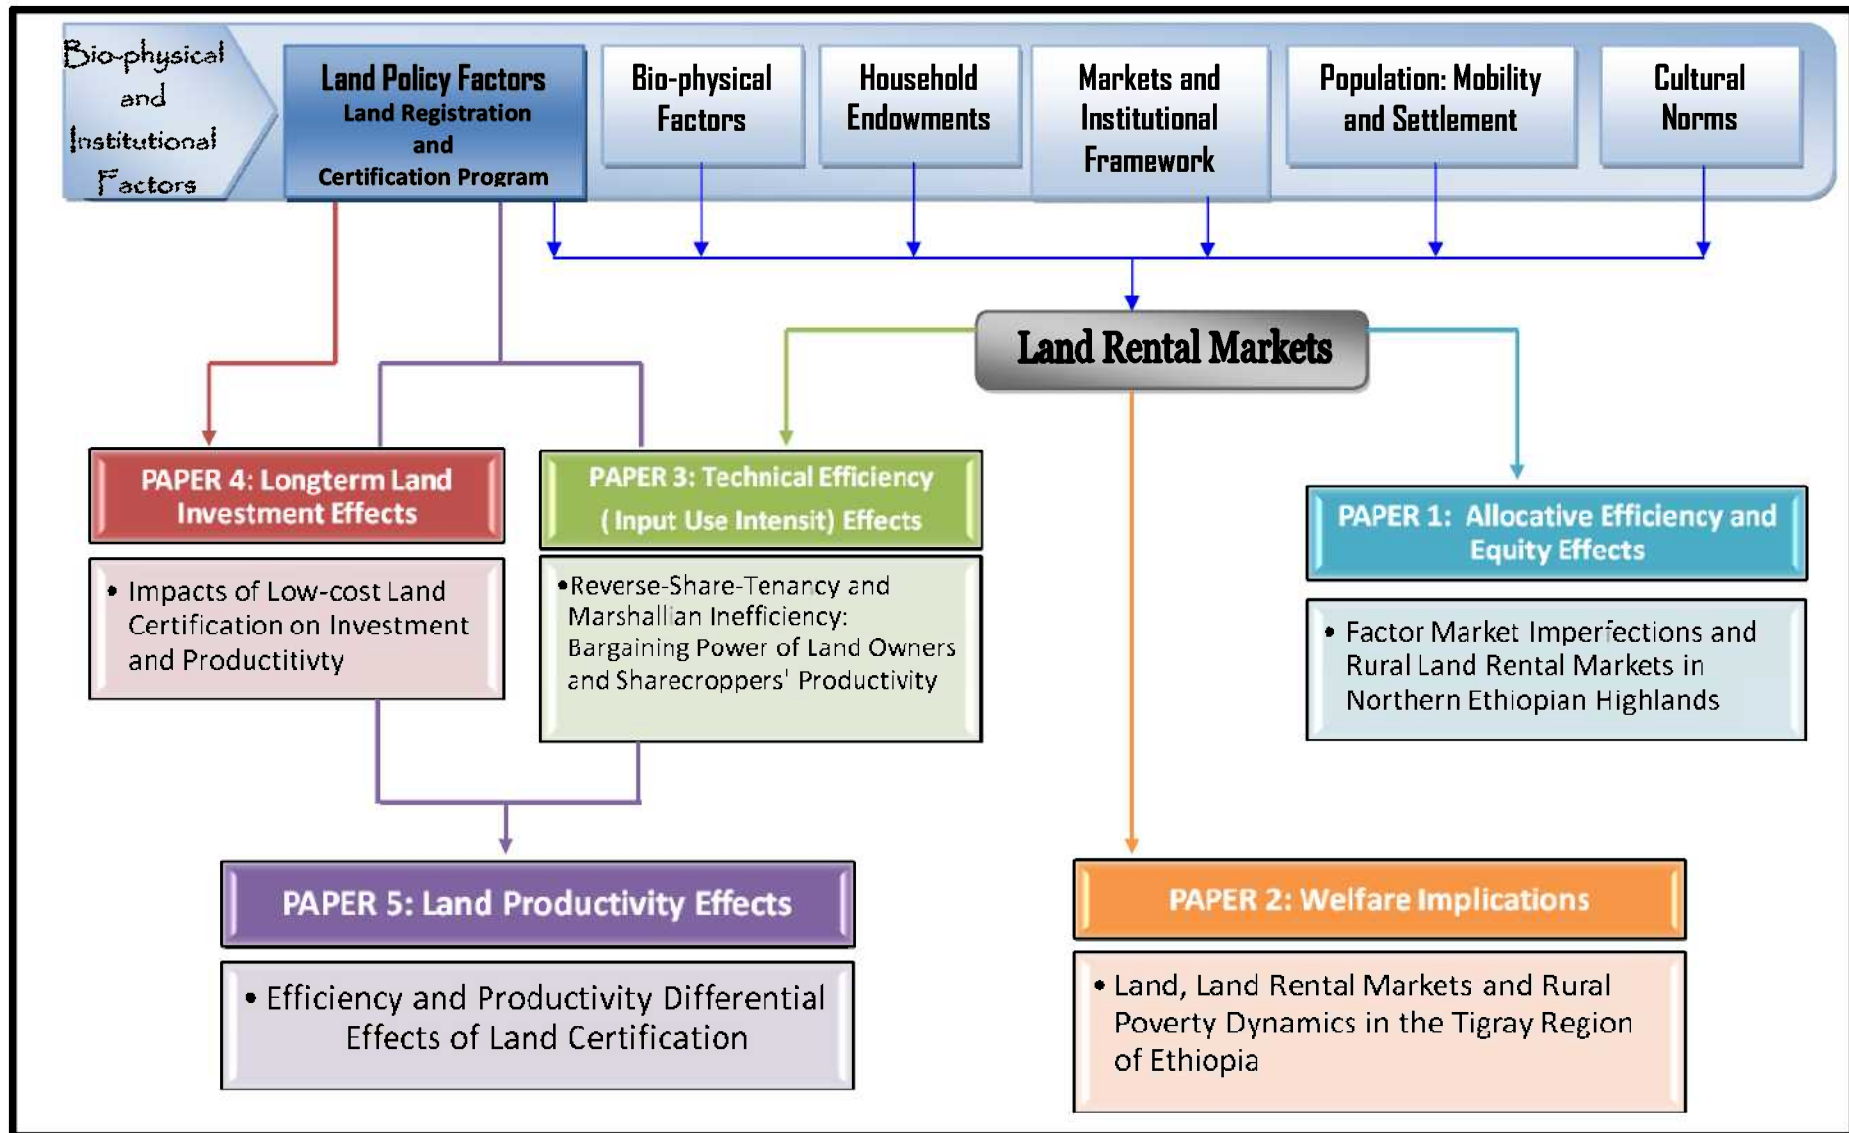 Bio-physical
and
Institutional
Factors
Land Policy Factors
Land Registration
and
Certification Program
Bio-physical
Factors
Household
Endowments
Markets and
Institutional
Framework
Population: Mobility
and Settlement
Cultural
Norms
Land Rental Markets
PAPER 4: Longterm Land
Investment Effects
• Impacts of Low-cost Land
Certification on Investment
and Productitivty
PAPER 3: Technical Efficiency
( Input Use Intensit) Effects
•Reverse-Share-Tenancy and
Marshallian Inefficiency:
Bargaining Power of Land Owners
and Sharecroppers' Productivity
PAPER 1: Allocative Efficiency and
Equity Effects
• Factor Market Imperfections and
Rural Land Rental Markets in
Northern Ethiopian Highlands
PAPER 5: Land Productivity Effects
• Efficiency and Productivity Differential
Effects of Land Certification
PAPER 2: Welfare Implications
• Land, Land Rental Markets and Rural
Poverty Dynamics in the Tigray Region
of Ethiopia